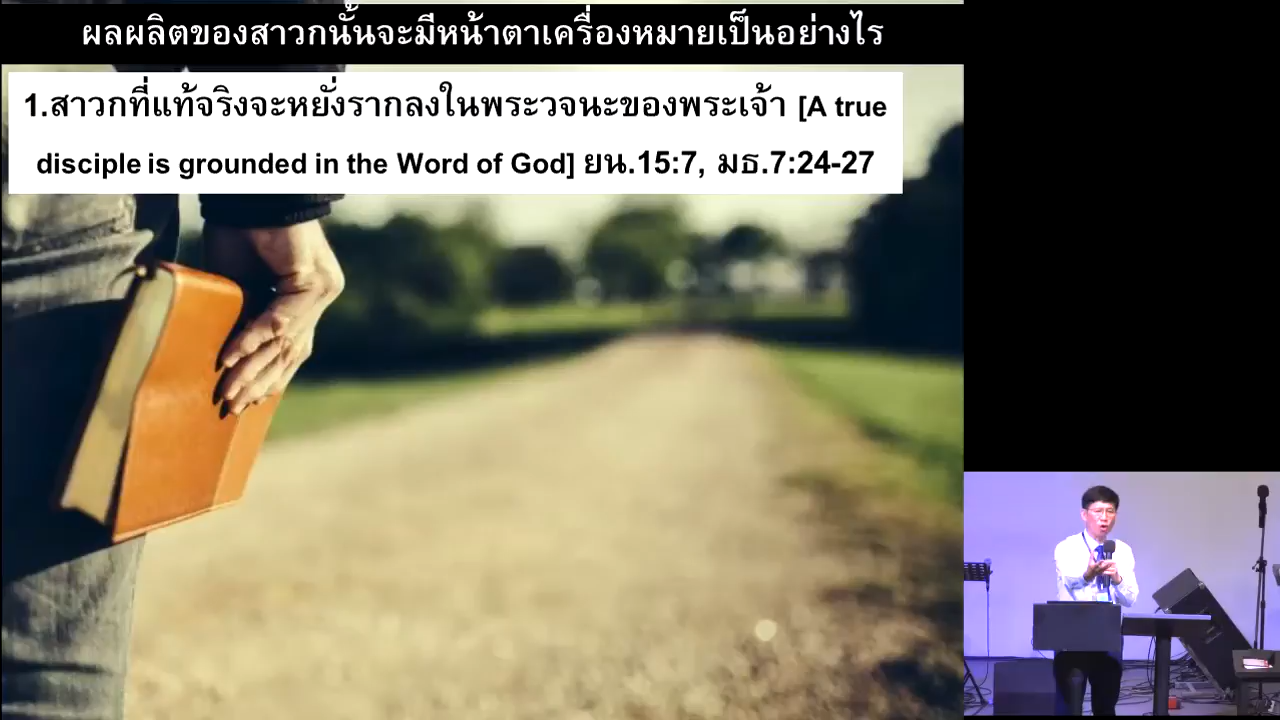 ผลผลิตของสาวกนั้นจะมีหน้าตาเครื่องหมายเป็นอย่างไร
1.สาวกที่แท้จริงจะหยั่งรากลงในพระวจนะของพระเจ้า [A true
disciple is grounded in the Word of God] ยน.15:7, มธ.7:24-27